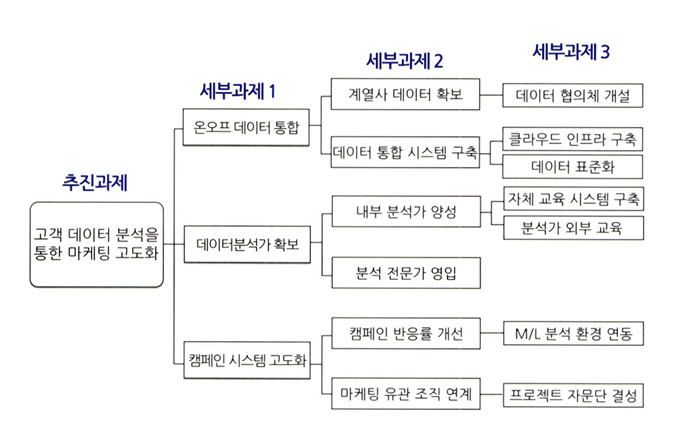 추진과제
고객 데이터 분석을
통한 마케팅 고도화
세부과제 1
온오프 데이터 통합
데이터분석가 확보
캠페인 시스템 고도화
세부과제 2
계열사 데이터 확보
데이터 통합 시스템 구축
내부 분석가 양성
분석 전문가 영입
캠페인 반응률 개선
마케팅 유관 조직 연계
세부과제 3
데이터 협의체 개설
클라우드 인프라 구축
데이터 표준화
자체 교육 시스템 구축
분석가 외부 교육
M/L 분석 환경 연동
프로젝트 자문단 결성